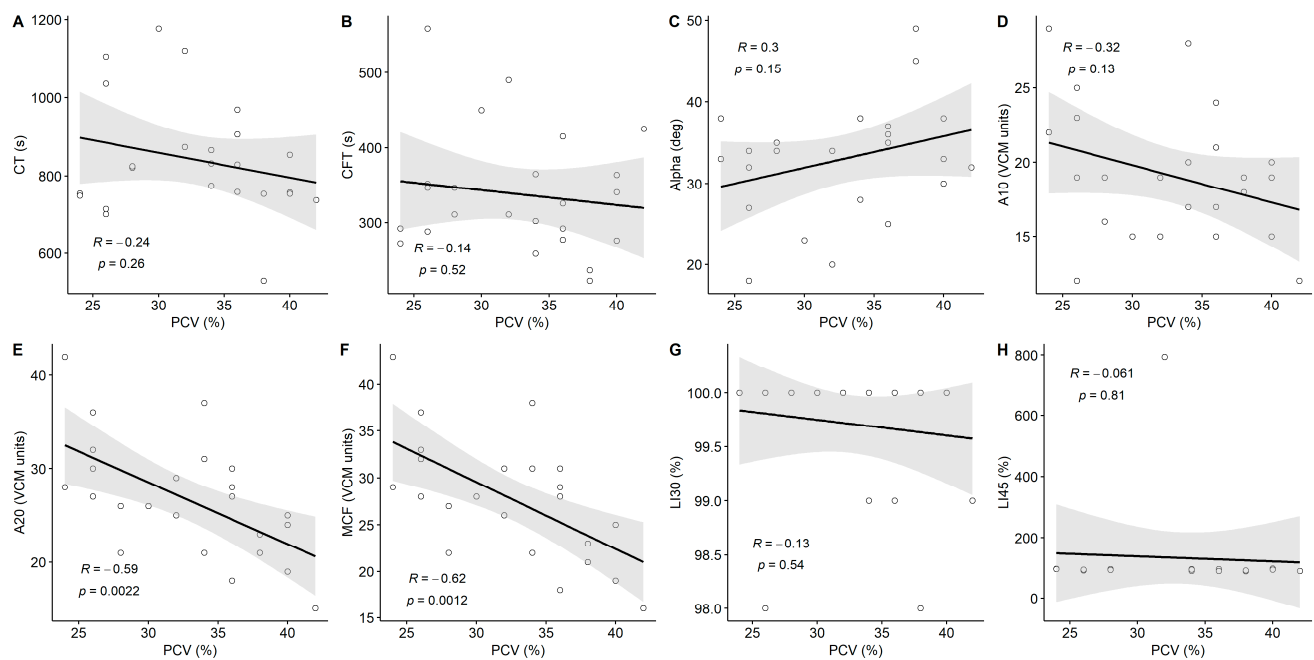 A
CT (s)
1200
1000
800
600
R = −0.24
p = 0.26
25 30 35 40
PCV (%)
B
CFT (s)
500
400
300
R = −0.14
p = 0.52
25 30 35 40
PCV (%)
C
Alpha (deg)
50
40
30
20
R = 0.3
p = 0.15
25 30 35 40
PCV (%)
D
A10 (VCM units)
25
20
15
R = −0.32
p = 0.13
25 30 35 40
PCV (%)
E
A20 (VCM units)
40
30
20
R = −0.59
p = 0.0022
25 30 35 40
PCV (%)
F
MCF (VCM units)
40
35
30
25
20
15
R = −0.62
p = 0.0012
25 30 35 40
PCV (%)
G
LI30 (%)
100.0
99.5
99.0
98.5
98.0
R = −0.13
p = 0.54
25 30 35 40
PCV (%)
H
LI45 (%)
800
600
400
200
0
R = −0.061
p = 0.81
25 30 35 40
PCV (%)